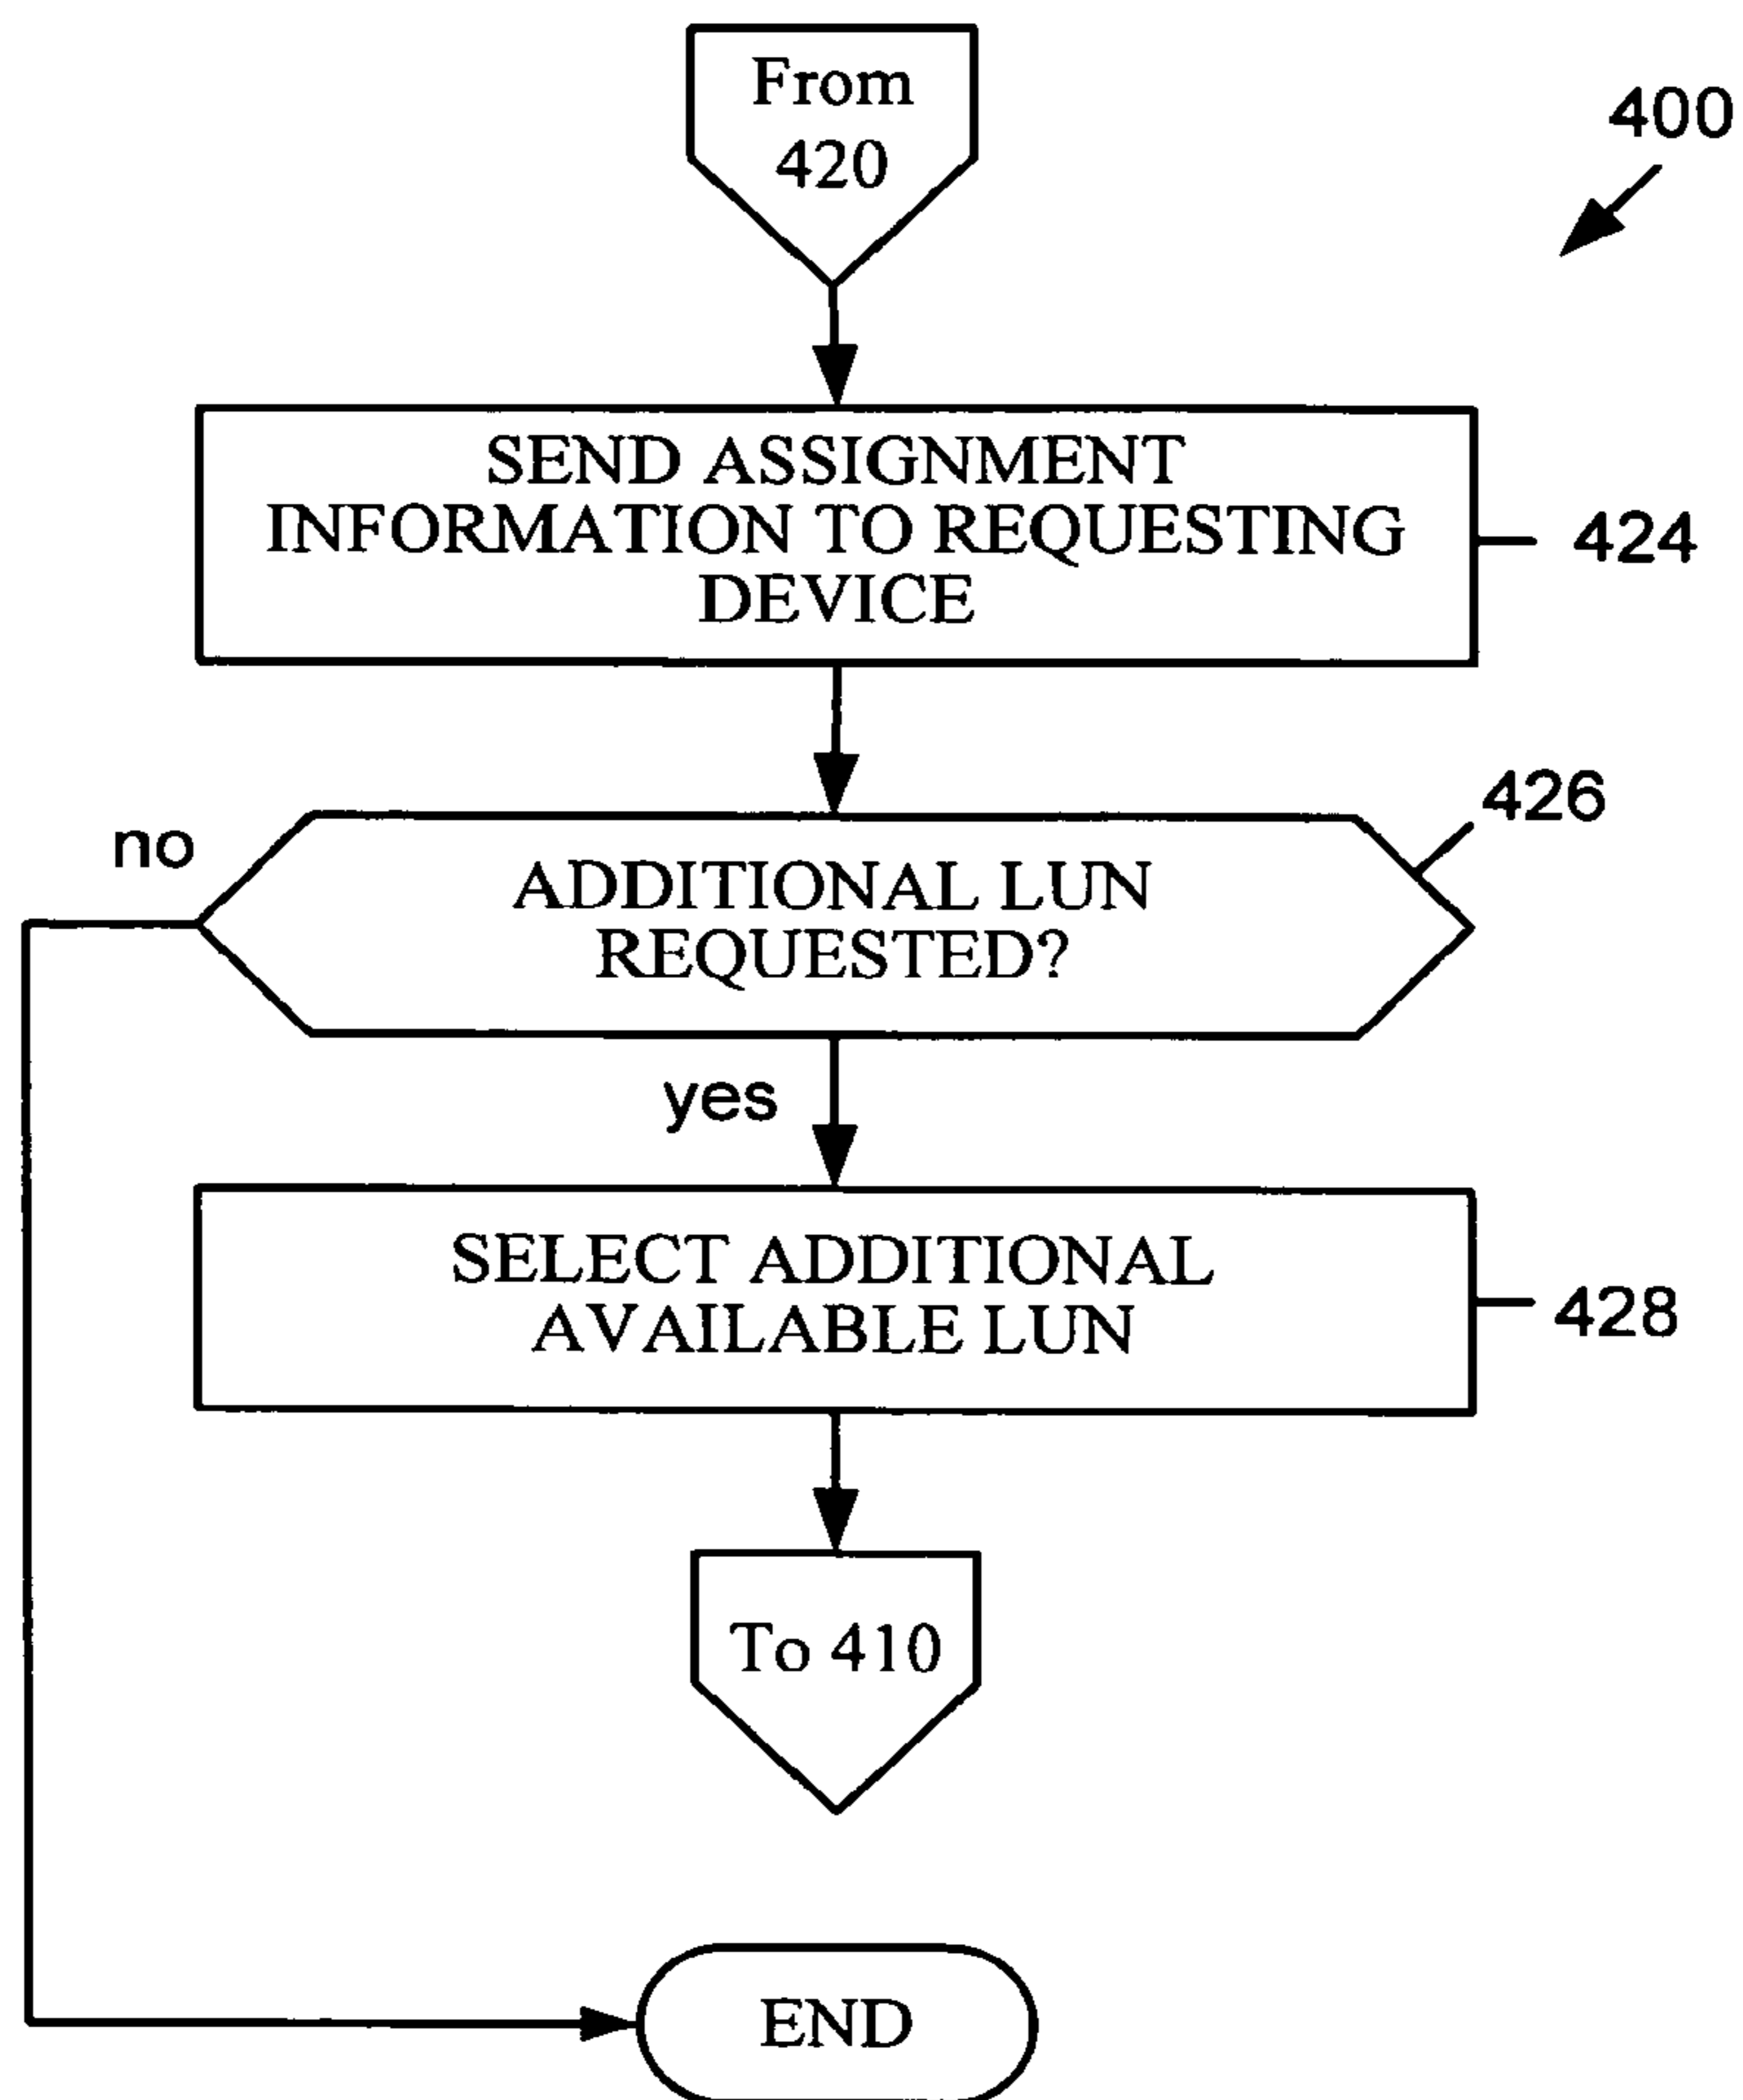 From
420
400
SEND ASSIGNMENT
INFORMATION TO REQUESTING
DEVICE
424
426
no
ADDITIONAL LUN
REQUESTED?
yes
SELECT ADDITIONAL
AVAILABLE LUN
428
To 410
END